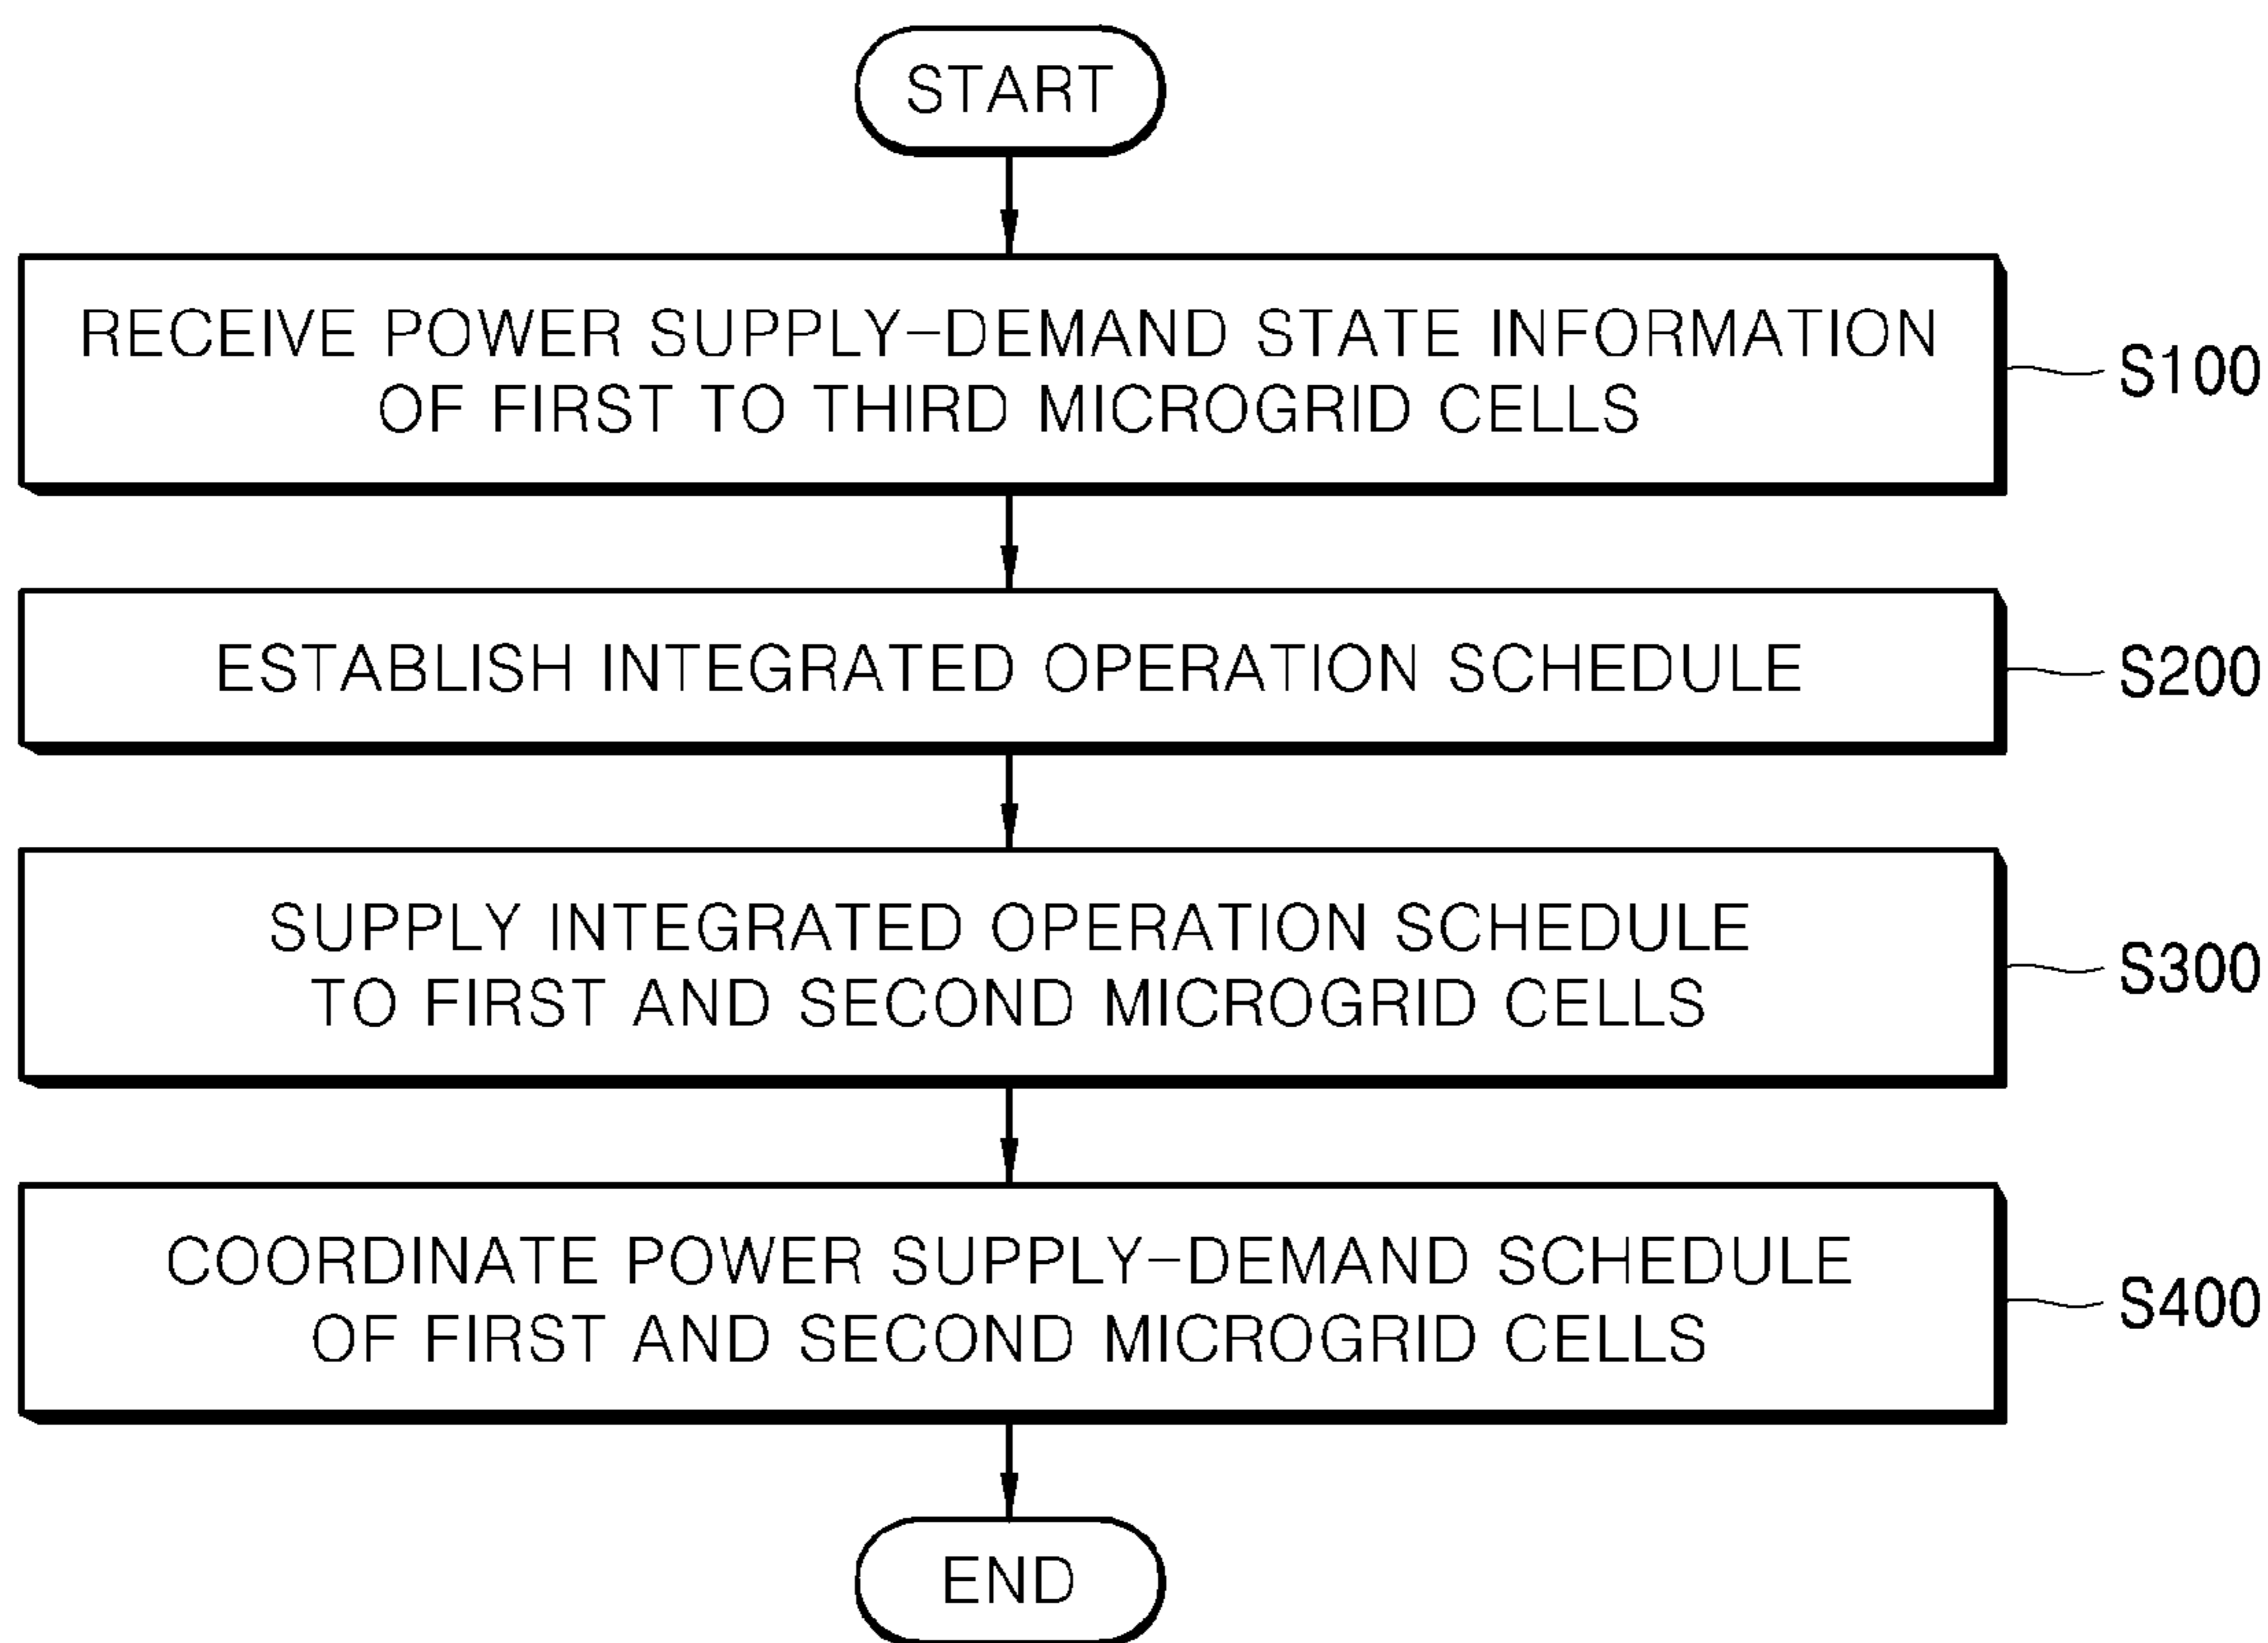 START
RECEIVE POWER SUPPLY-DEMAND STATE INFORMATION
OF FIRST TO THIRD MICROGRID CELLS
S100
ESTABLISH INTEGRATED OPERATION SCHEDULE
S200
SUPPLY INTEGRATED OPERATION SCHEDULE
TO FIRST AND SECOND MICROGRID CELLS
S300
COORDINATE POWER SUPPLY-DEMAND SCHEDULE
OF FIRST AND SECOND MICROGRID CELLS
S400
END